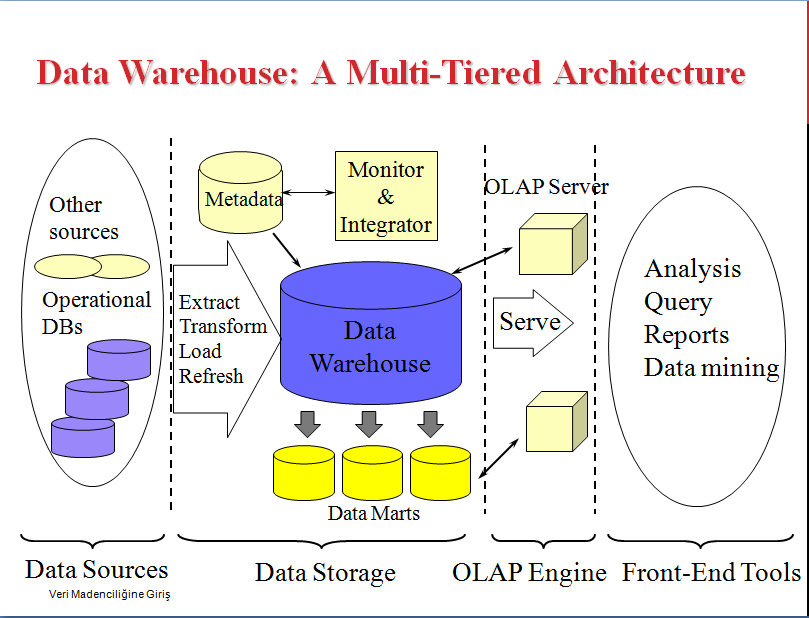 Data Warehouse: A Multi-Tiered Architecture
Other
sources
Operational
DBs
Extract
Transform
Load
Refresh
Metadata
Monitor
&
Integrator
Data
Warehouse
Data Marts
OLAP Server
Serve
Analysis
Query
Reports
Data mining
Data Sources
Data Storage
OLAP Engine
Front-End Tools
Veri Madenciliğine Giriş